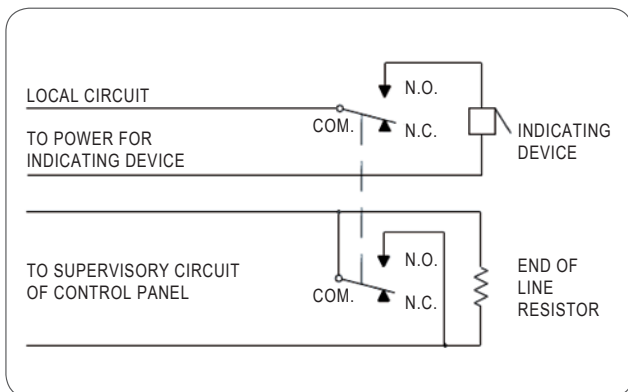 N.O.
LOCAL CIRCUIT
COM.
N.C.
TO POWER FOR
INDICATING DEVICE
INDICATING
DEVICE
TO SUPERVISORY CIRCUIT
OF CONTROL PANEL
N.O.
COM.
N.C.
END OF
LINE
RESISTOR